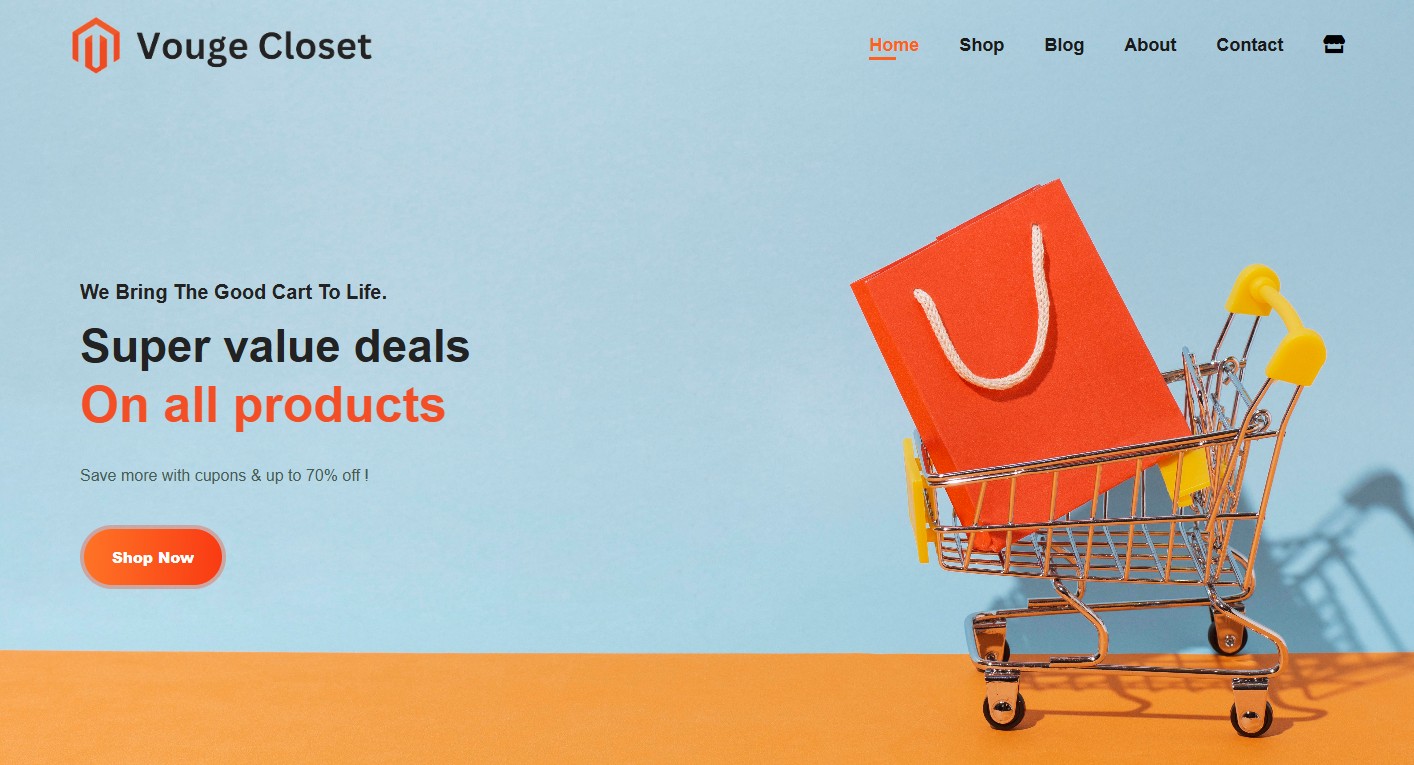 Vouge Closet
Home Shop Blog About Contact
We Bring The Good Cart To Life.
Super value deals
On all products
Save more with cupons & up to 70% off !
Shop Now